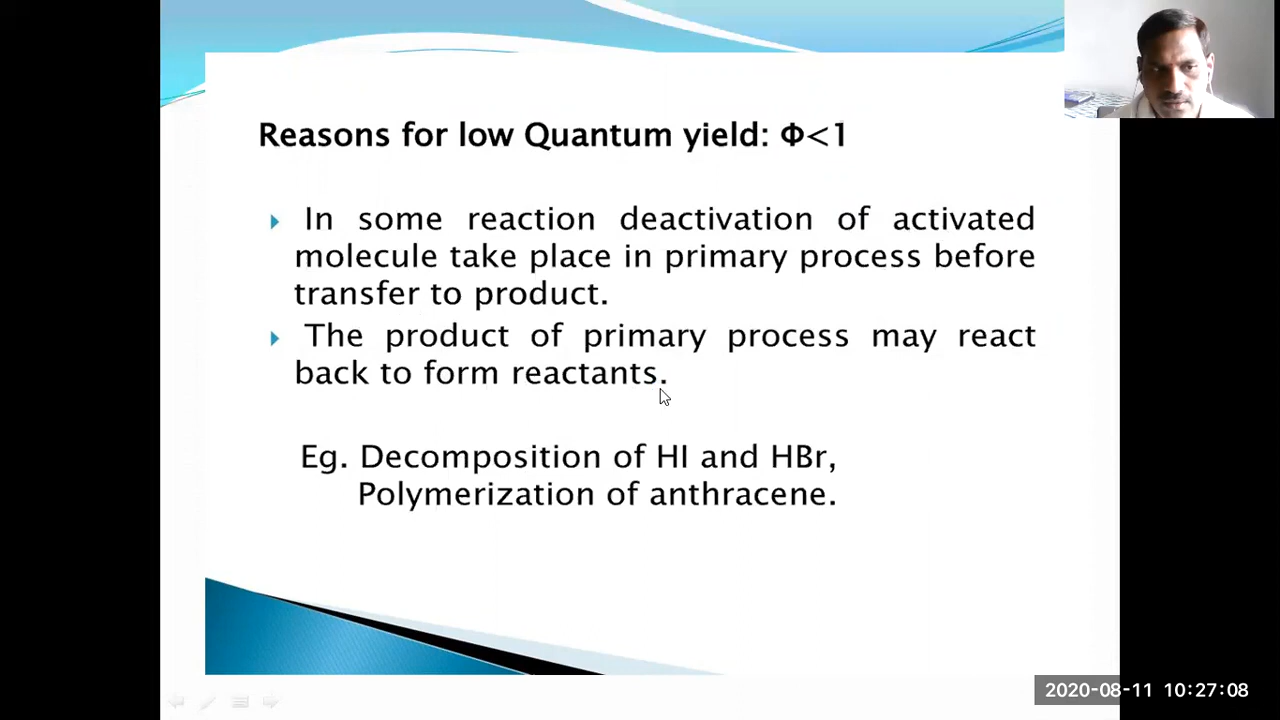 Reasons for low Quantum yield: Φ<1
In some reaction deactivation of activated
molecule take place in primary process before
transfer to product.
The product of primary process may react
back to form reactants.
Eg. Decomposition of HI and HBr,
Polymerization of anthracene.
2020-08-11 10:27:08